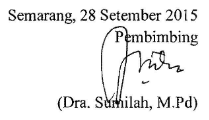 Semarang, 28 Setember 2015
Pembimbing
(Dra. Sumilah, M.Pd)